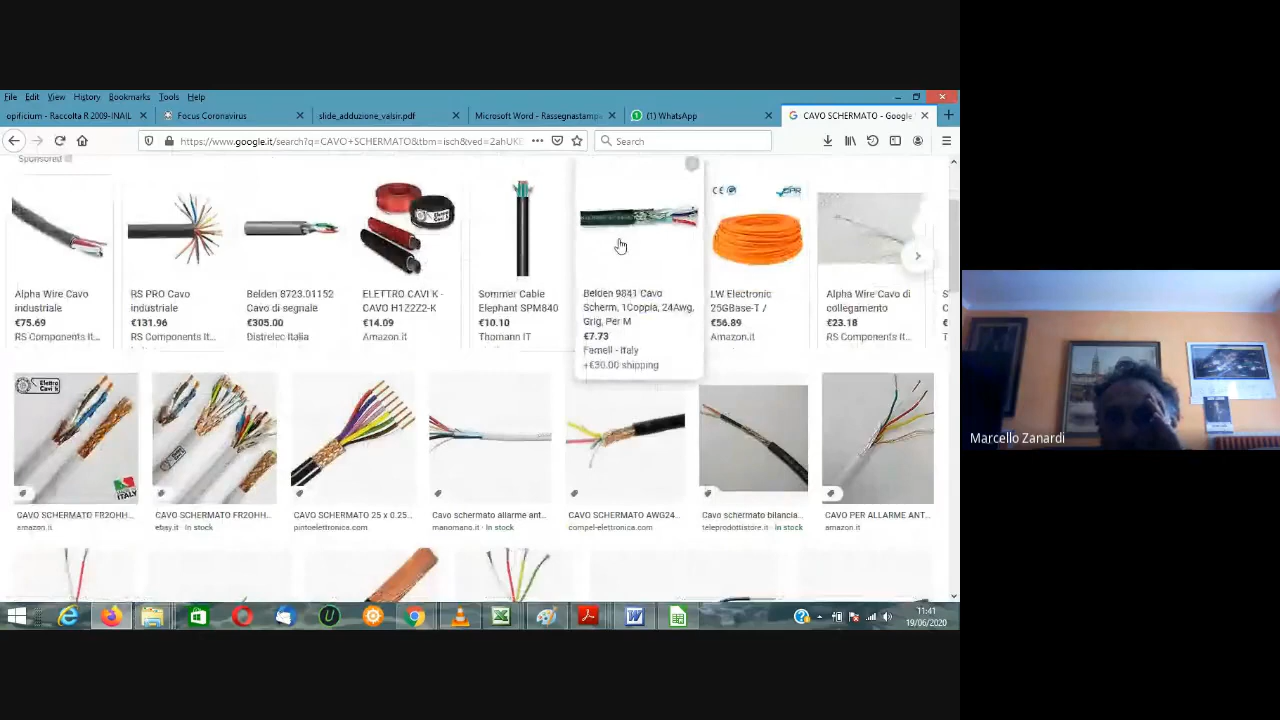 File Edit View History Bookmarks Tools Help
opificium - Raccolta R 2009-INAIL
Focus Coronavirus
slide_adduzione_valsir.pdf
Microsoft Word - Rassegnastamp
(1) WhatsApp
CAVO SCHERMATO - Google
https://www.google.it/search?q=CAVO+SCHERMATO&tbm=isch&ved=2ahUKE
Search
Sponsored
Alpha Wire Cavo
industriale
€75.69
RS Components It...
RS PRO Cavo
industriale
€131.96
RS Components It...
Belden 8723.01152
Cavo di segnale
€305.00
Distrelec Italia
ELETTRO CAVI K -
CAVO H1Z2Z2-K
€14.09
Amazon.it
Sommer Cable
Elephant SPM840
€10.10
Thomann IT
Belden 9841 Cavo
Scherm, 1Coppia, 24Awg,
Grig, Per M
€7.73
Farnell - Italy
+€30.00 shipping
LW Electronic
25GBase-T /
€56.89
Amazon.it
Alpha Wire Cavo di
collegamento
€23.18
RS Components It...
CAVO SCHERMATO FR2OHH...
amazon.it
CAVO SCHERMATO FR2OHH...
ebay.it · In stock
CAVO SCHERMATO 25 x 0.25...
pintoelettronica.com
Cavo schermato allarme ant...
manomano.it · In stock
CAVO SCHERMATO AWG24...
compel-elettronica.com
Cavo schermato bilancia...
teleprodottistore.it · In stock
CAVO PER ALLARME ANT...
amazon.it
11:41
19/06/2020
Marcello Zanardi